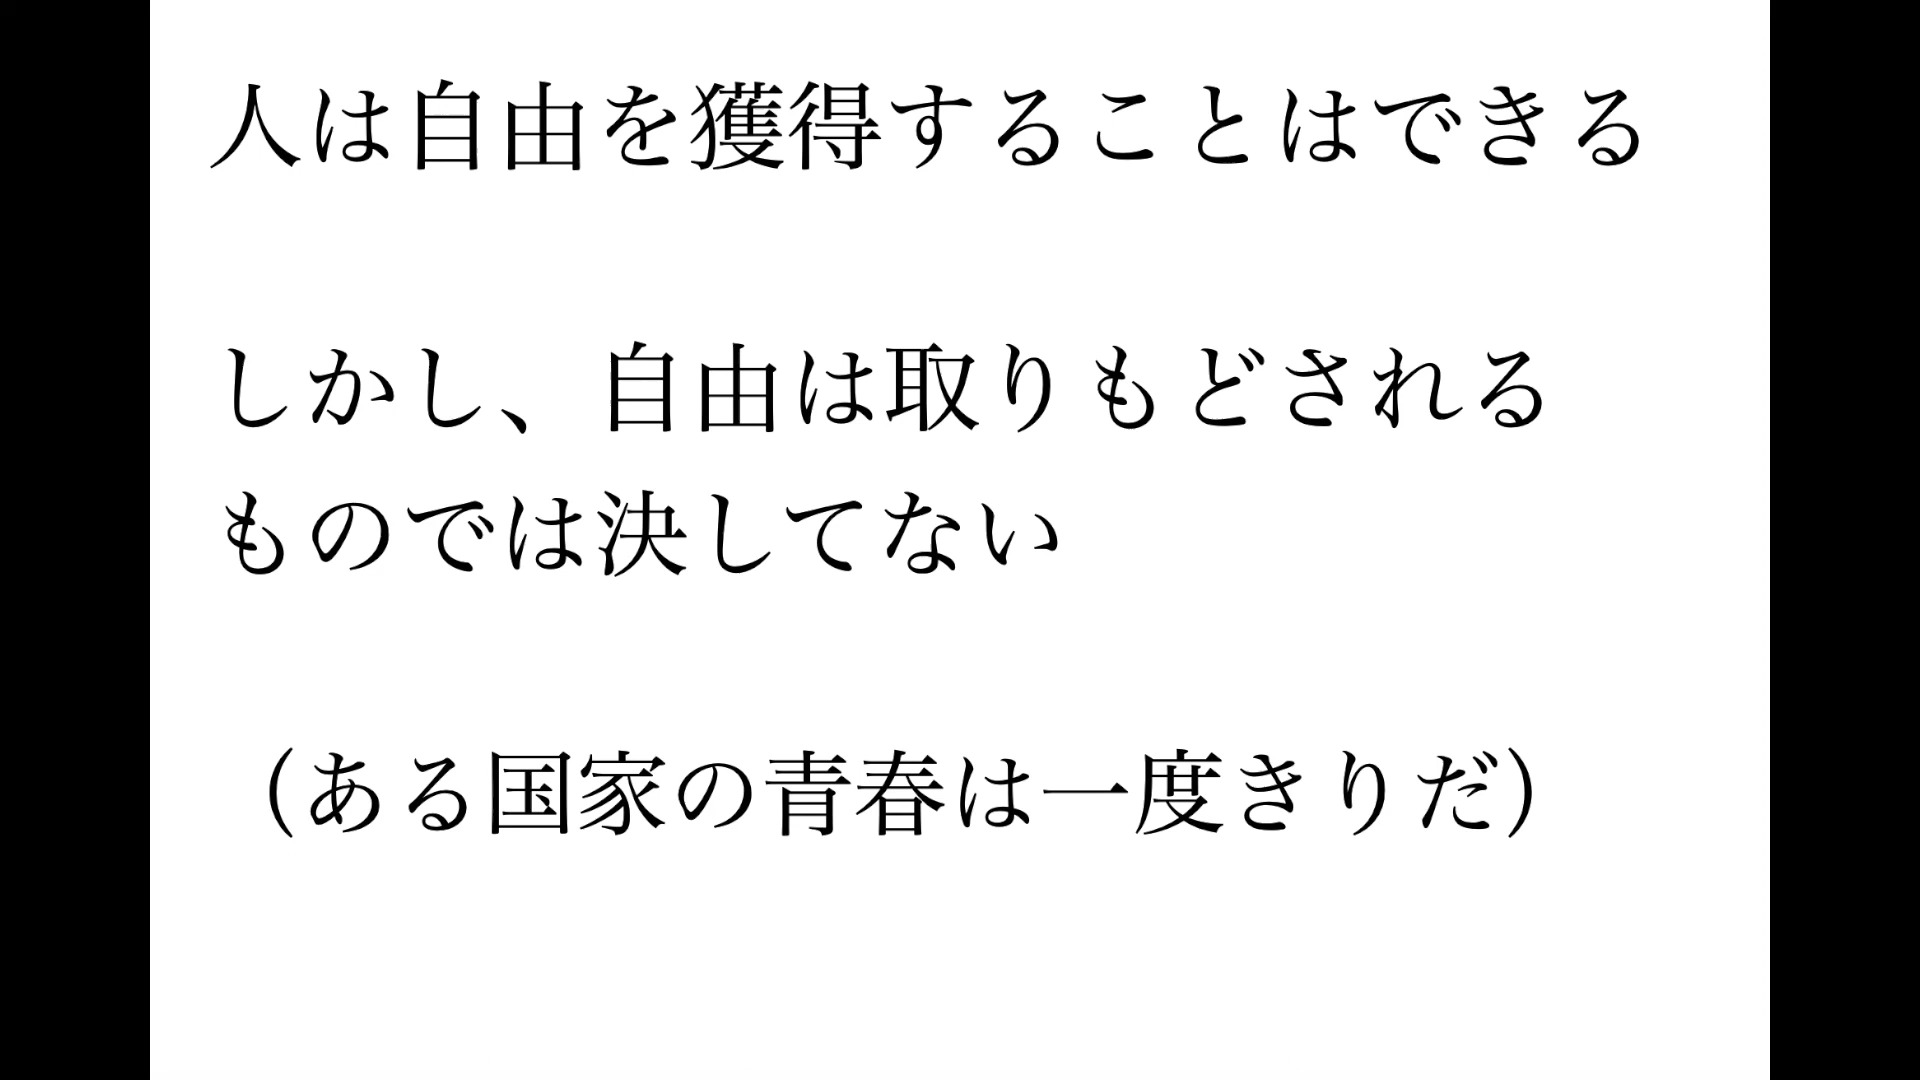 人は自由を獲得することはできる
しかし、自由は取りもどされる
ものでは決してない
（ある国家の青春は一度きりだ）